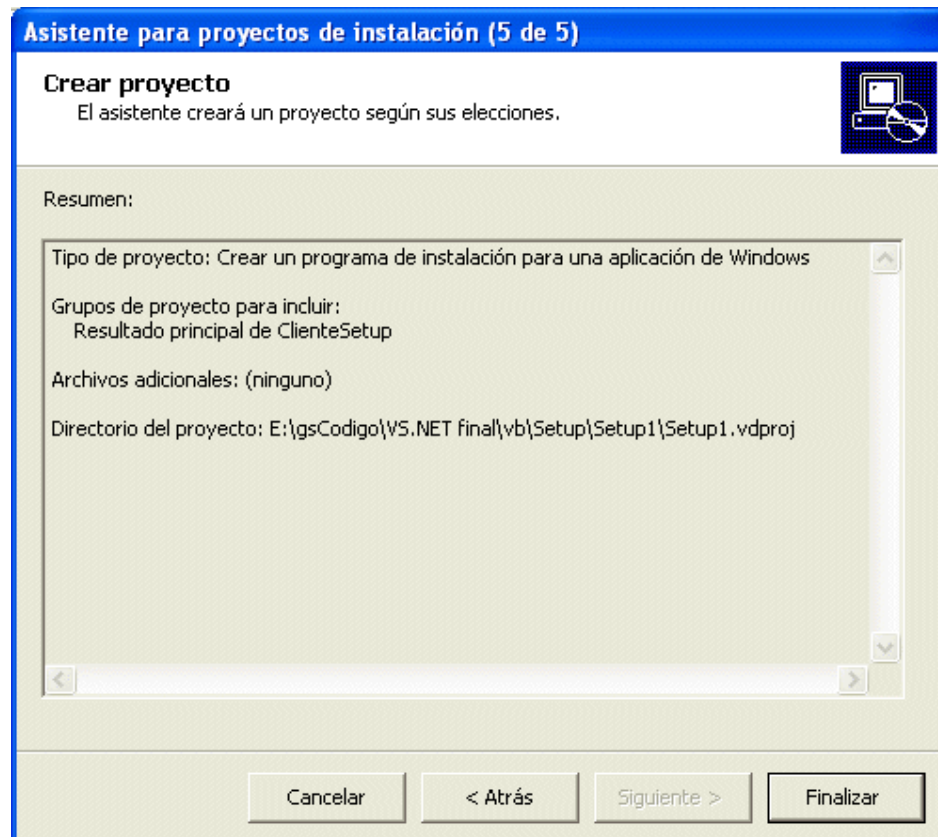 Asistente para proyectos de instalación (5 de 5)
Crear proyecto
El asistente creará un proyecto según sus elecciones.
Resumen:
Tipo de proyecto: Crear un programa de instalación para una aplicación de Windows
Grupos de proyecto para incluir:
Resultado principal de ClienteSetup
Archivos adicionales: (ninguno)
Directorio del proyecto: E:\gsCodigo\VS.NET final\vb\Setup\Setup1\Setup1.vdproj
Cancelar < Atrás Siguiente > Finalizar